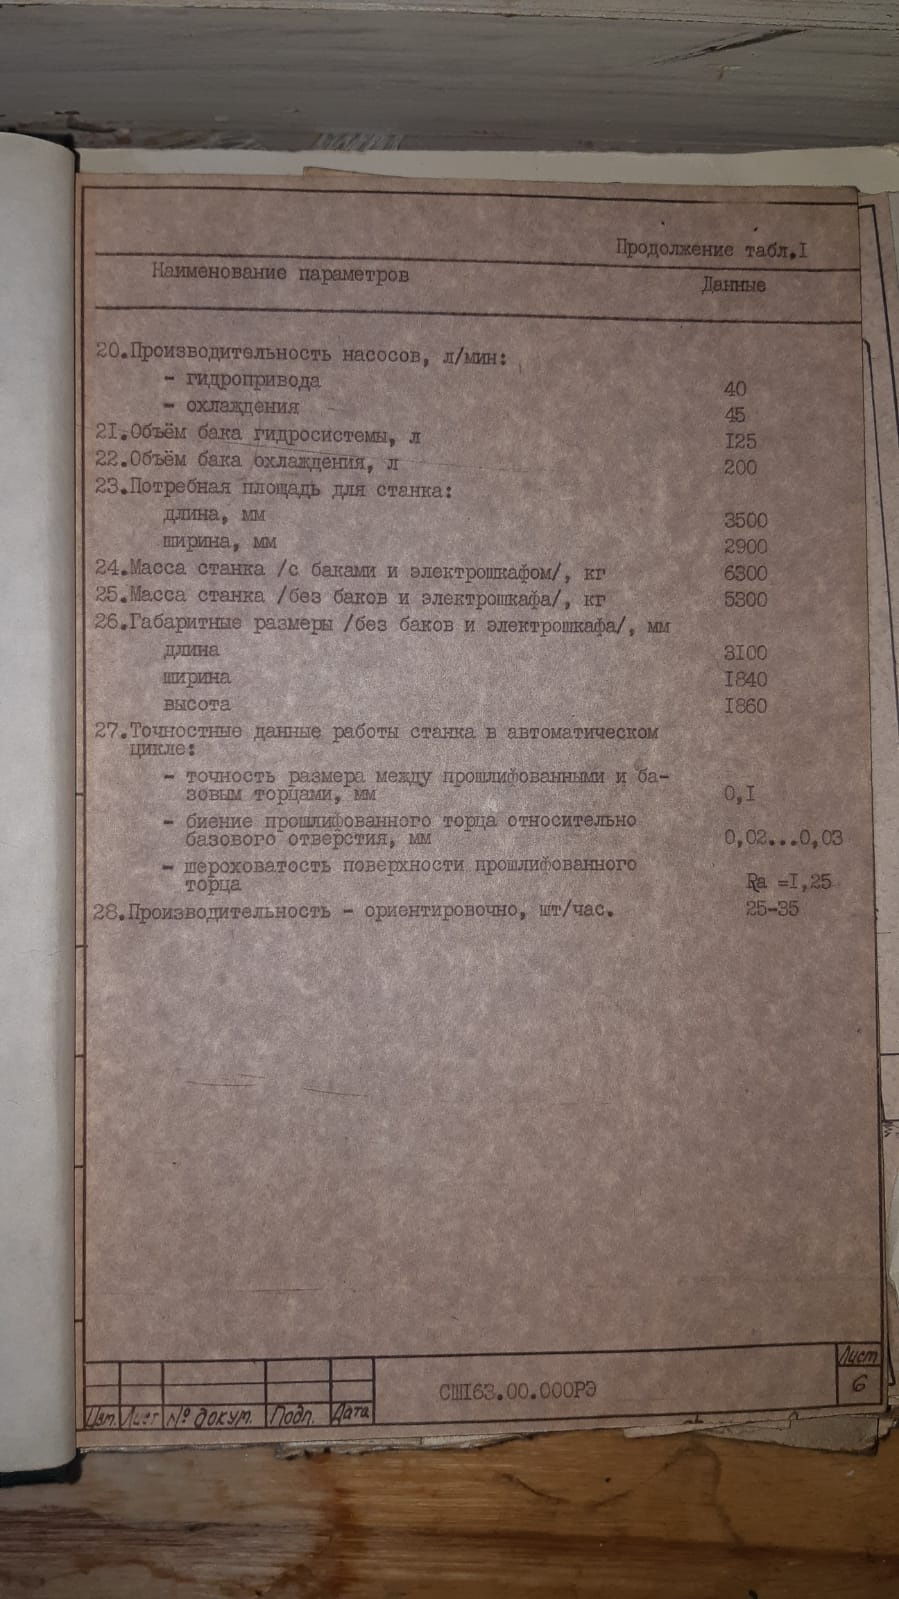 Продолжение табл.I
Наименование параметров Данные
20.Производительность насосов, л/мин:
- гидропривода 40
- охлаждения 45
21.Объём бака гидросистемы, л I25
22.Объём бака охлаждения, л 200
23.Потребная площадь для станка:
длина, мм 3500
ширина, мм 2900
24.Масса станка /с баками и электрошкафом/, кг 6300
25.Масса станка /без баков и электрошкафа/, кг 5300
26.Габаритные размеры /без баков и электрошкафа/, мм
длина 3I00
ширина I840
высота I860
27.Точностные данные работы станка в автоматическом
цикле:
- точность размера между прошлифованными и ба-
зовым торцами, мм 0,I
- биение прошлифованного торца относительно
базового отверстия, мм 0,02...0,03
- шероховатость поверхности прошлифованного
торца Ra =I,25
28.Производительность - ориентировочно, шт/час. 25-35
СШI63.00.000РЭ
Лист
6
Изм. Лист № докум. Подп. Дата